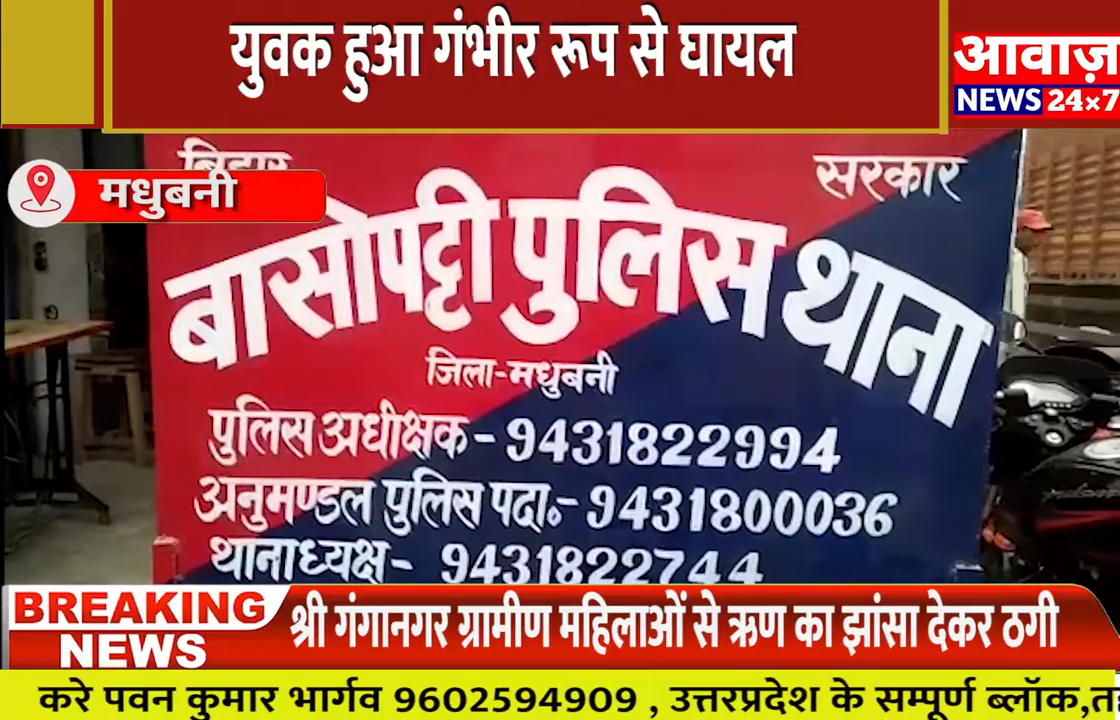 युवक हुआ गंभीर रूप से घायल
आवाज़
NEWS 24×7
बिहार सरकार
मधुबनी
बासोपट्टी पुलिस थाना
जिला-मधुबनी
पुलिस अधीक्षक - 9431822994
अनुमण्डल पुलिस पदा०- 9431800036
थानाध्यक्ष - 9431822744
BREAKING NEWS
श्री गंगानगर ग्रामीण महिलाओं से ऋण का झांसा देकर ठगी
करे पवन कुमार भार्गव 9602594909 , उत्तरप्रदेश के सम्पूर्ण ब्लॉक,त